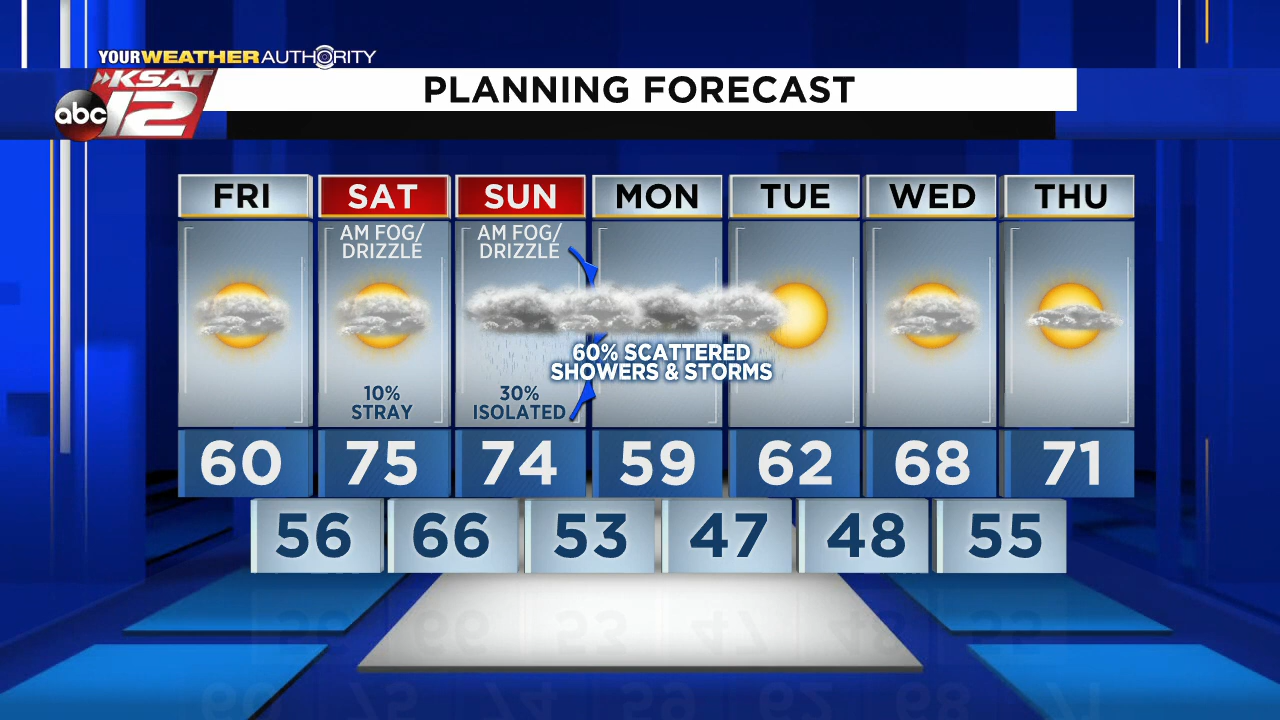 YOURWEATHERAUTHORITY
KSAT
abc
12
PLANNING FORECAST
FRI
SAT
SUN
MON
TUE
WED
THU
AM FOG/
DRIZZLE
AM FOG/
DRIZZLE
60% SCATTERED
SHOWERS & STORMS
10%
STRAY
30%
ISOLATED
60
75
74
59
62
68
71
56
66
53
47
48
55